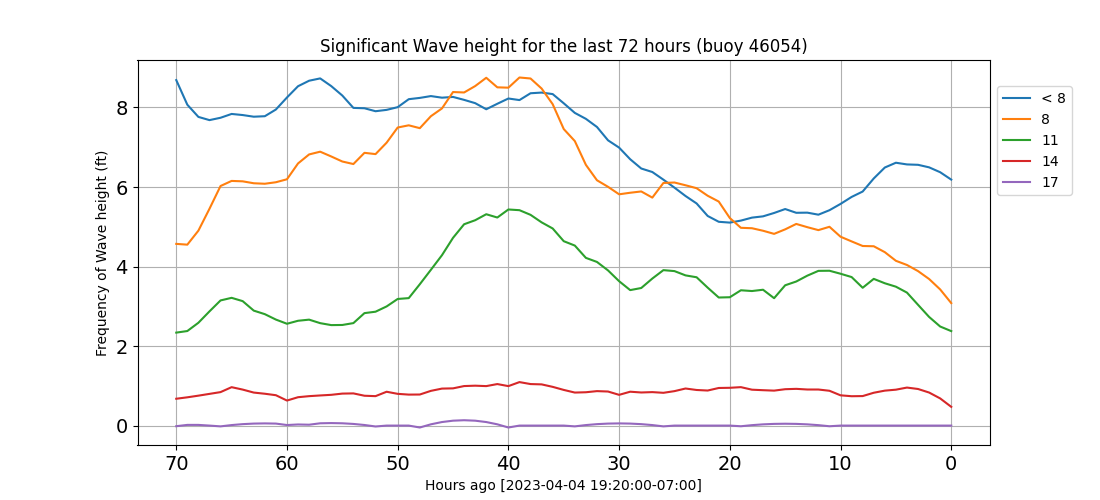 Significant Wave height for the last 72 hours (buoy 46054)
Frequency of Wave height (ft)
8
6
4
2
0
70 60 50 40 30 20 10 0
Hours ago [2023-04-04 19:20:00-07:00]
< 8
8
11
14
17